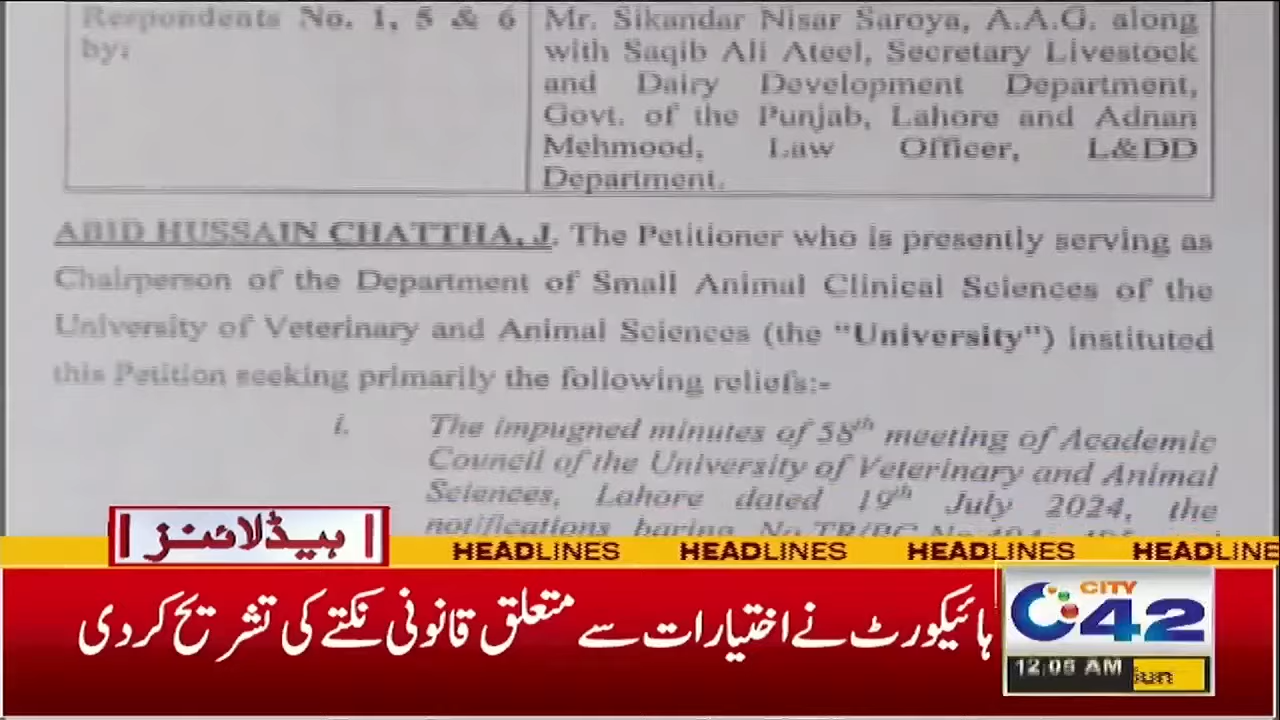 Respondents No. 1, 5 & 6
by:
Mr. Sikandar Nisar Saroya, A.A.G. along
with Saqib Ali Ateel, Secretary Livestock
and Dairy Development Department,
Govt. of the Punjab, Lahore and Adnan
Mehmood, Law Officer, L&DD
Department.
ABID HUSSAIN CHATTHA, J. The Petitioner who is presently serving as
Chairperson of the Department of Small Animal Clinical Sciences of the
University of Veterinary and Animal Sciences (the "University") instituted
this Petition seeking primarily the following reliefs:-
i. The impugned minutes of 58th meeting of Academic
Council of the University of Veterinary and Animal
Sciences, Lahore dated 19th July 2024, the
notifications
ہیڈلائنز
HEADLINES HEADLINES HEADLINES HEADLINE
ہائیکورٹ نے اختیارات سے متعلق قانونی نکتے کی تشریح کر دی
CITY
42
12:05 AM
Sun